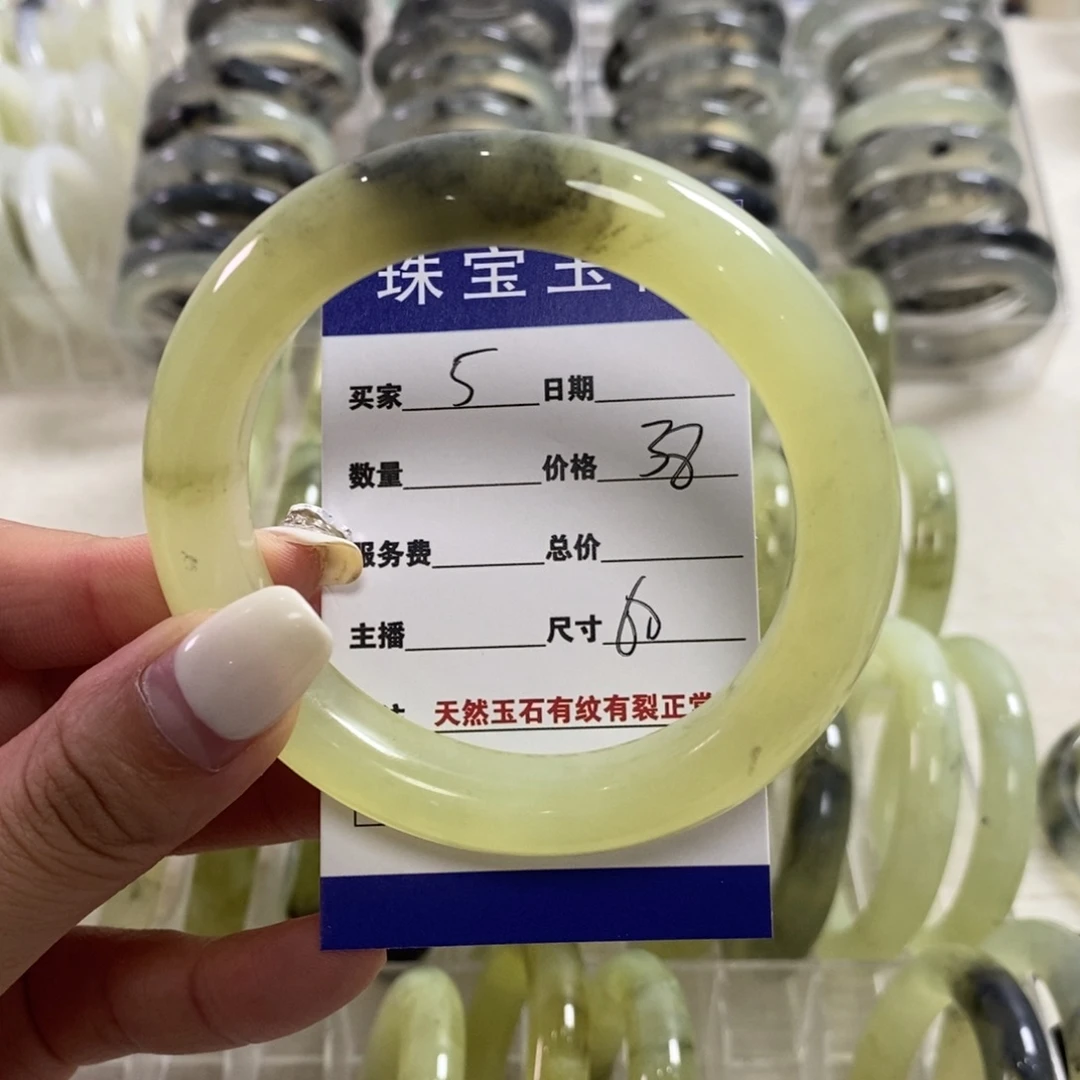 珠宝玉
买家 5 日期
数量 价格 38
服务费 总价
主播 尺寸 60
天然玉石有纹有裂正常